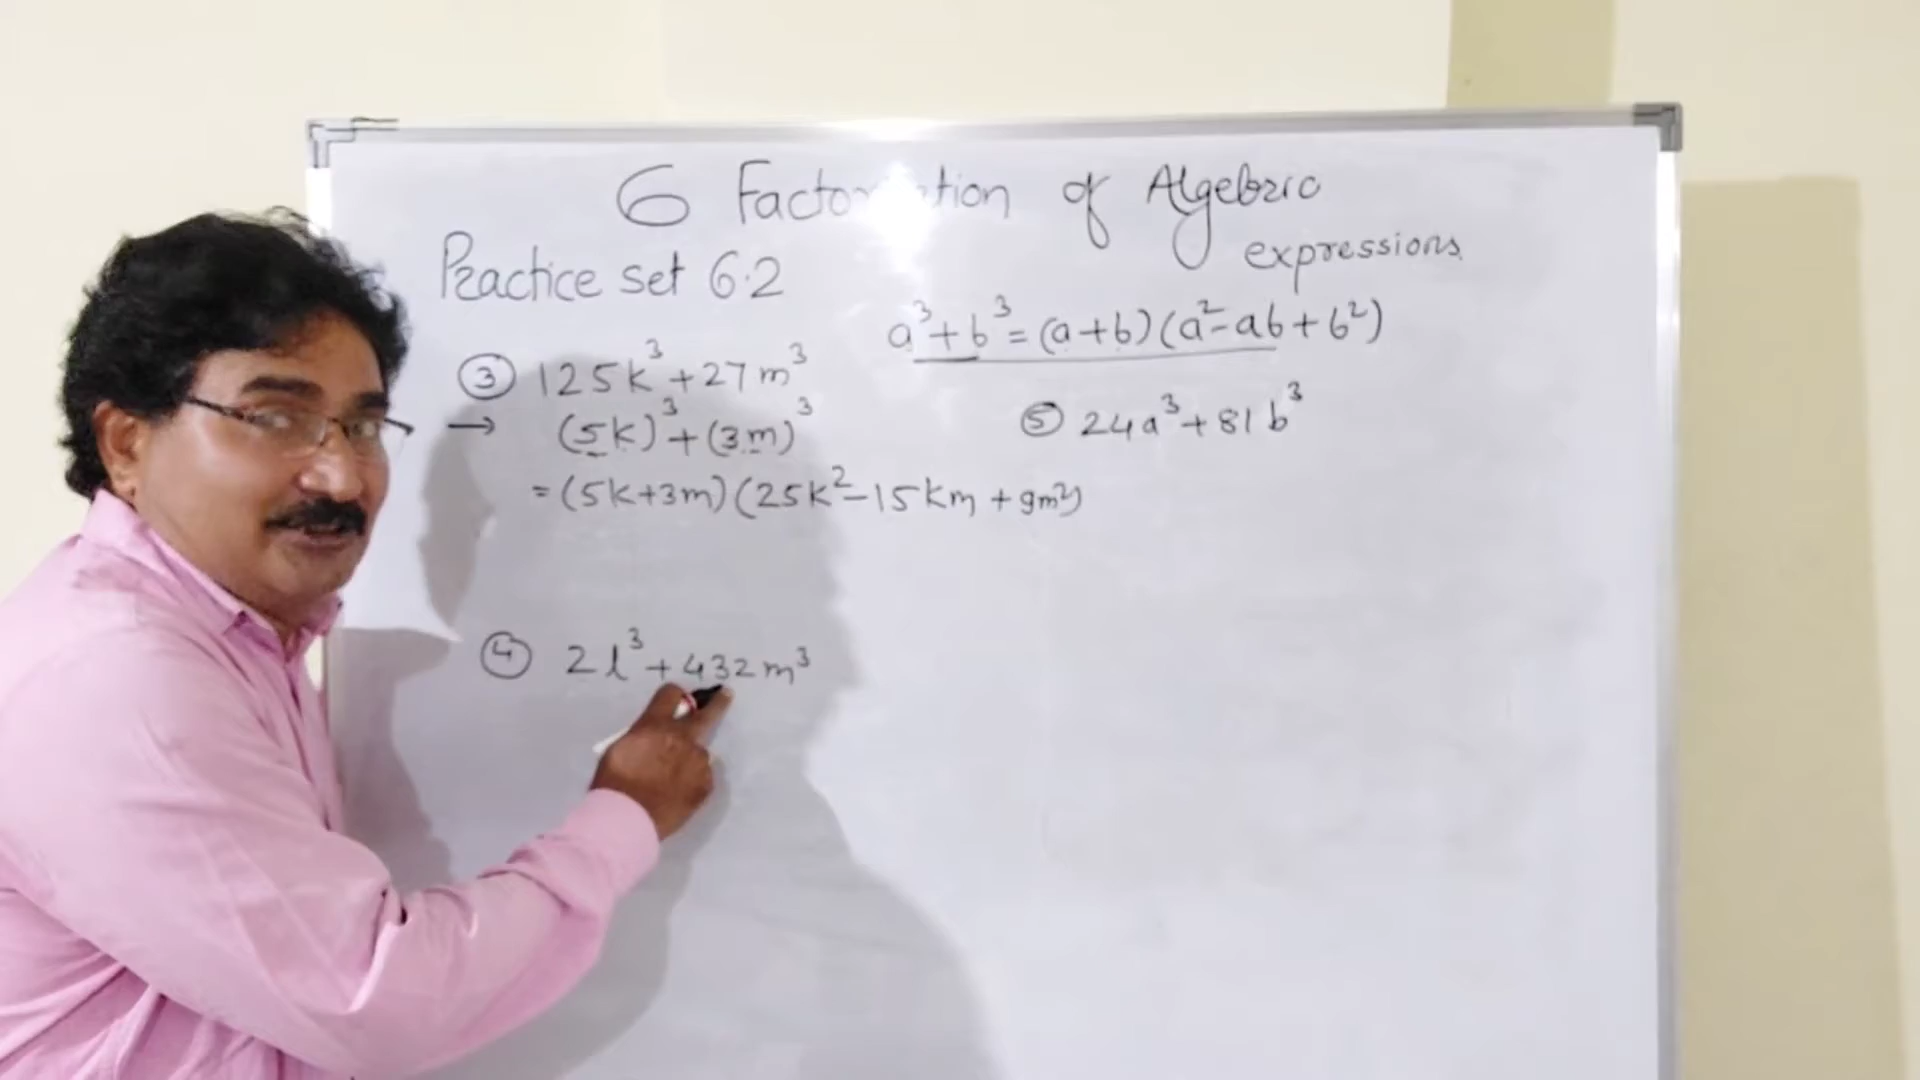 6 of Algebric
expressions.
Practice set 6.2
a³+b³=(a+b)(a²-ab+b²)
③ 125k³+27m³
→ (5k)³+(3m)³
=(5k+3m)(25k²-15km+9m²)
④ 2l³+432m³
⑤ 24a³+81b³